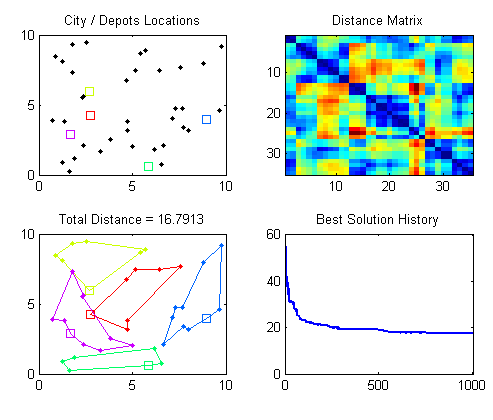 City / Depots Locations
10
5
0
0 5 10
Distance Matrix
10
20
30
10 20 30
Total Distance = 16.7913
10
5
0
0 5 10
Best Solution History
60
40
20
0
0 500 1000